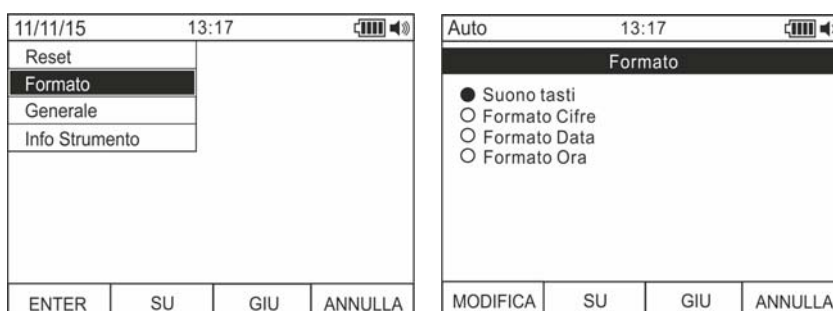 11/11/15 13:17
Reset
Formato
Generale
Info Strumento
ENTER SU GIU ANNULLA
Auto 13:17
Formato
Suono tasti
Formato Cifre
Formato Data
Formato Ora
MODIFICA SU GIU ANNULLA